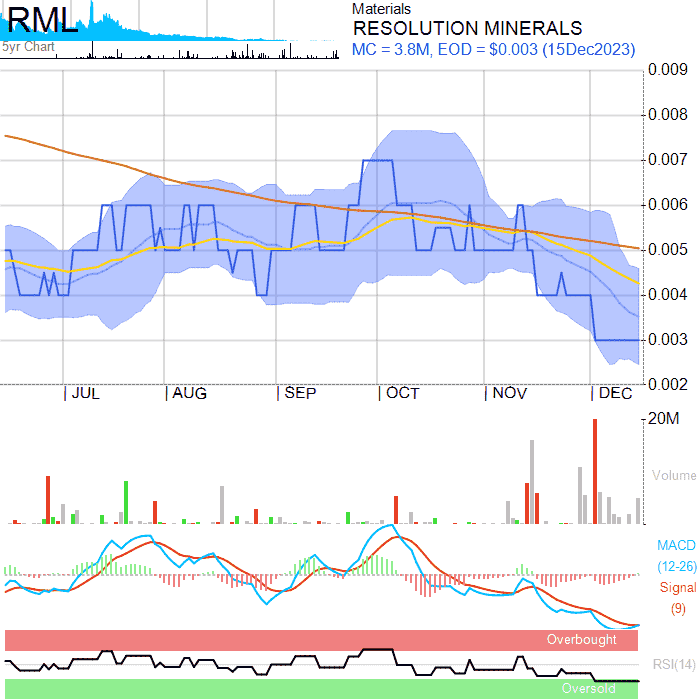 RML
5yr Chart
Materials
RESOLUTION MINERALS
MC = 3.8M, EOD = $0.003 (15Dec2023)
0.009
0.008
0.007
0.006
0.005
0.004
0.003
0.002
JUL AUG SEP OCT NOV DEC
20M
Volume
MACD
(12-26)
Signal
(9)
Overbought
RSI(14)
Oversold